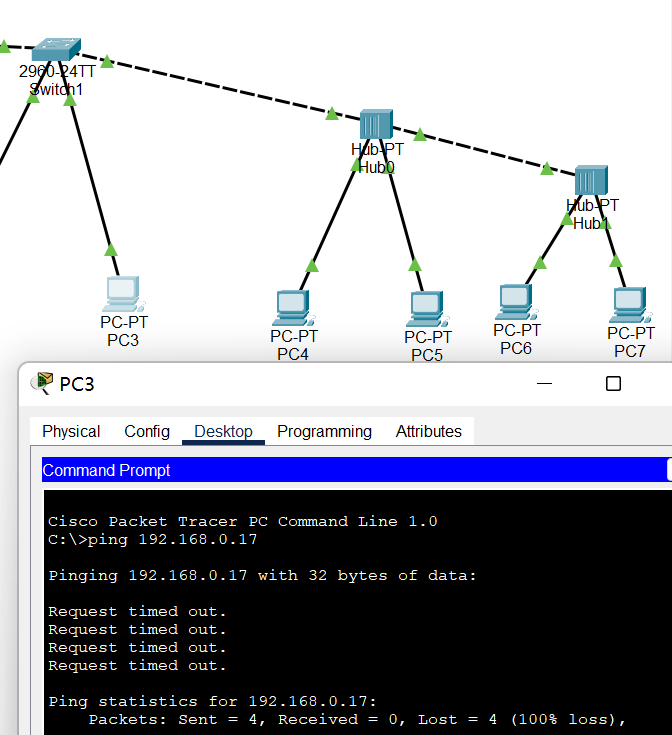 2960-24TT
Switch1
Hub-PT
Hub0
Hub-PT
Hub1
PC-PT
PC3
PC-PT
PC4
PC-PT
PC5
PC-PT
PC6
PC-PT
PC7
PC3
Physical Config Desktop Programming Attributes
Command Prompt
Cisco Packet Tracer PC Command Line 1.0
C:\>ping 192.168.0.17
Pinging 192.168.0.17 with 32 bytes of data:
Request timed out.
Request timed out.
Request timed out.
Request timed out.
Ping statistics for 192.168.0.17:
Packets: Sent = 4, Received = 0, Lost = 4 (100% loss),